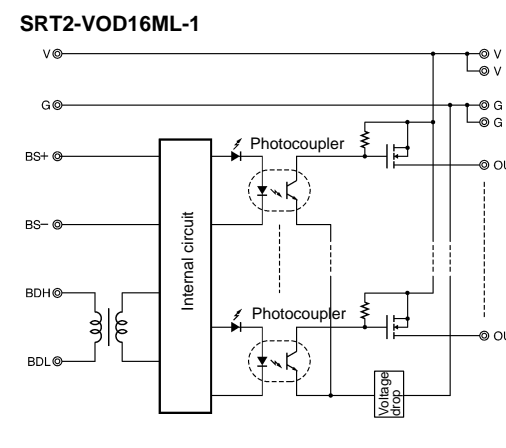 SRT2-VOD16ML-1
V
V
V
G
G
G
Photocoupler
BS+
OU
BS−
Internal circuit
BDH
Photocoupler
OU
BDL
Voltage
drop